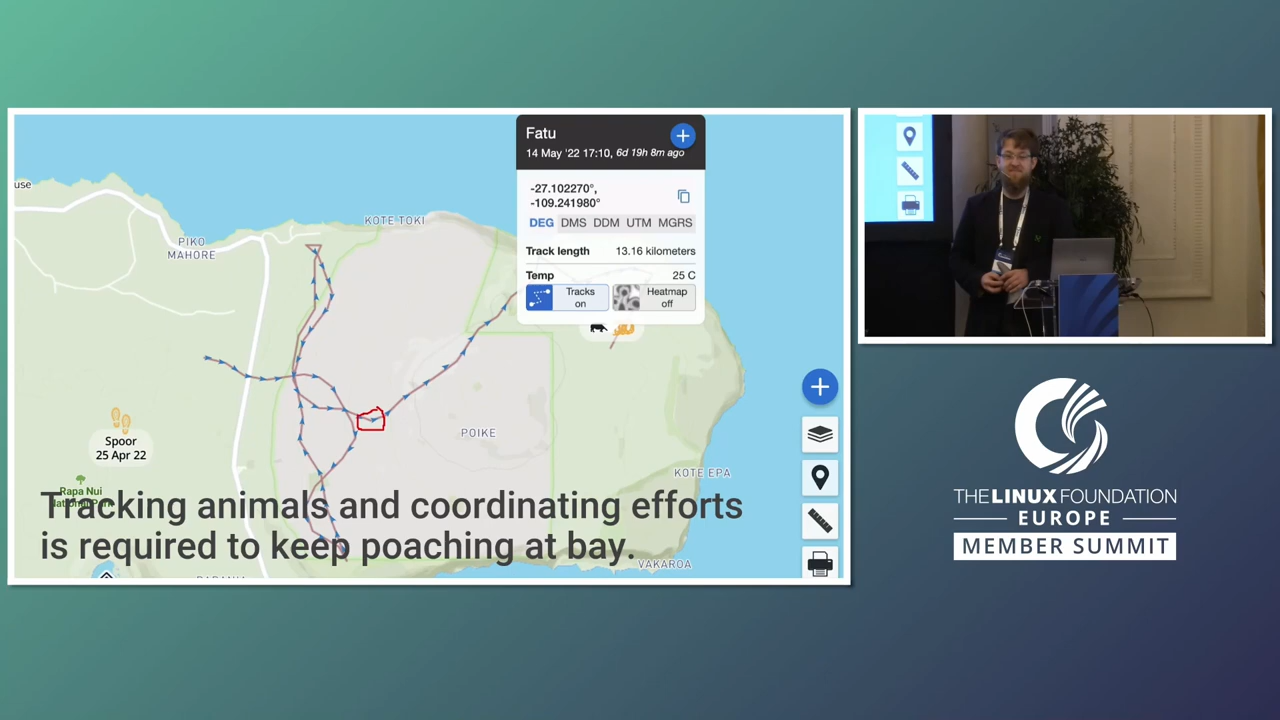 use
KOTE TOKI
PIKO
MAHORE
Fatu
14 May '22 17:10, 6d 19h 8m ago
-27.102270°,
-109.241980°
DEG DMS DDM UTM MGRS
Track length 13.16 kilometers
Temp 25 C
Tracks
on
Heatmap
off
Spoor
25 Apr 22
POIKE
KOTE EPA
Rapa Nui
National Park
Tracking animals and coordinating efforts
is required to keep poaching at bay.
VAKAROA
THE LINUX FOUNDATION
EUROPE
MEMBER SUMMIT